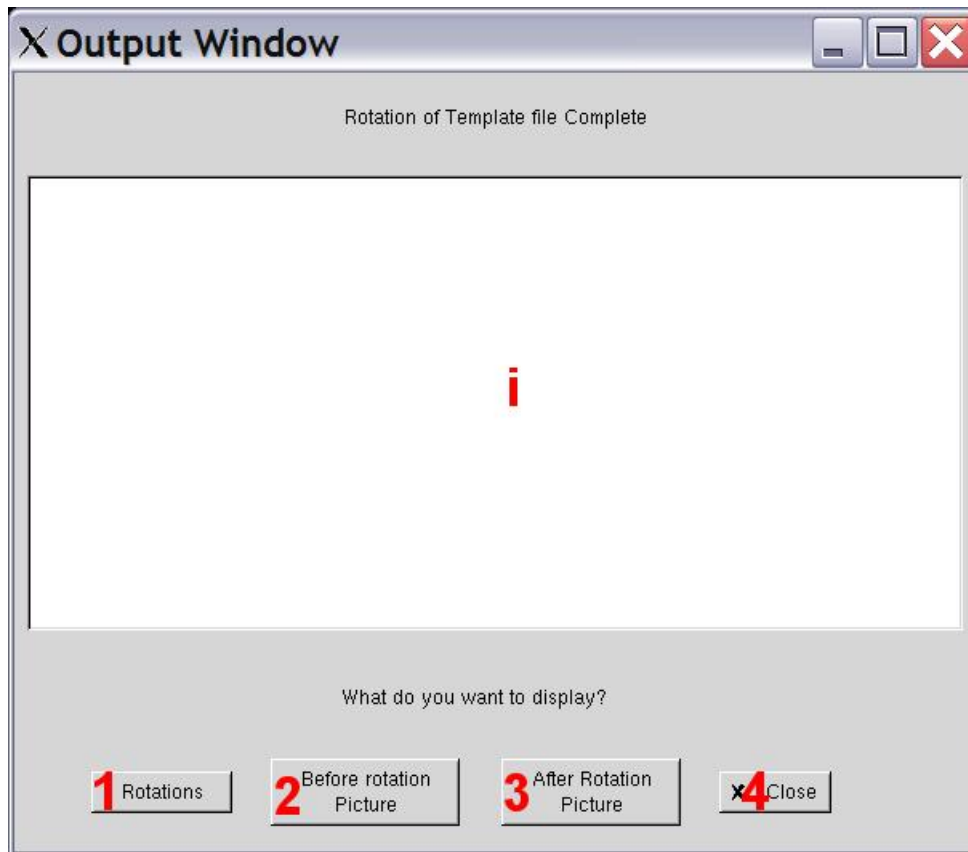 X Output Window
Rotation of Template file Complete
i
What do you want to display?
1 Rotations
2 Before rotation
Picture
3 After Rotation
Picture
4 Close